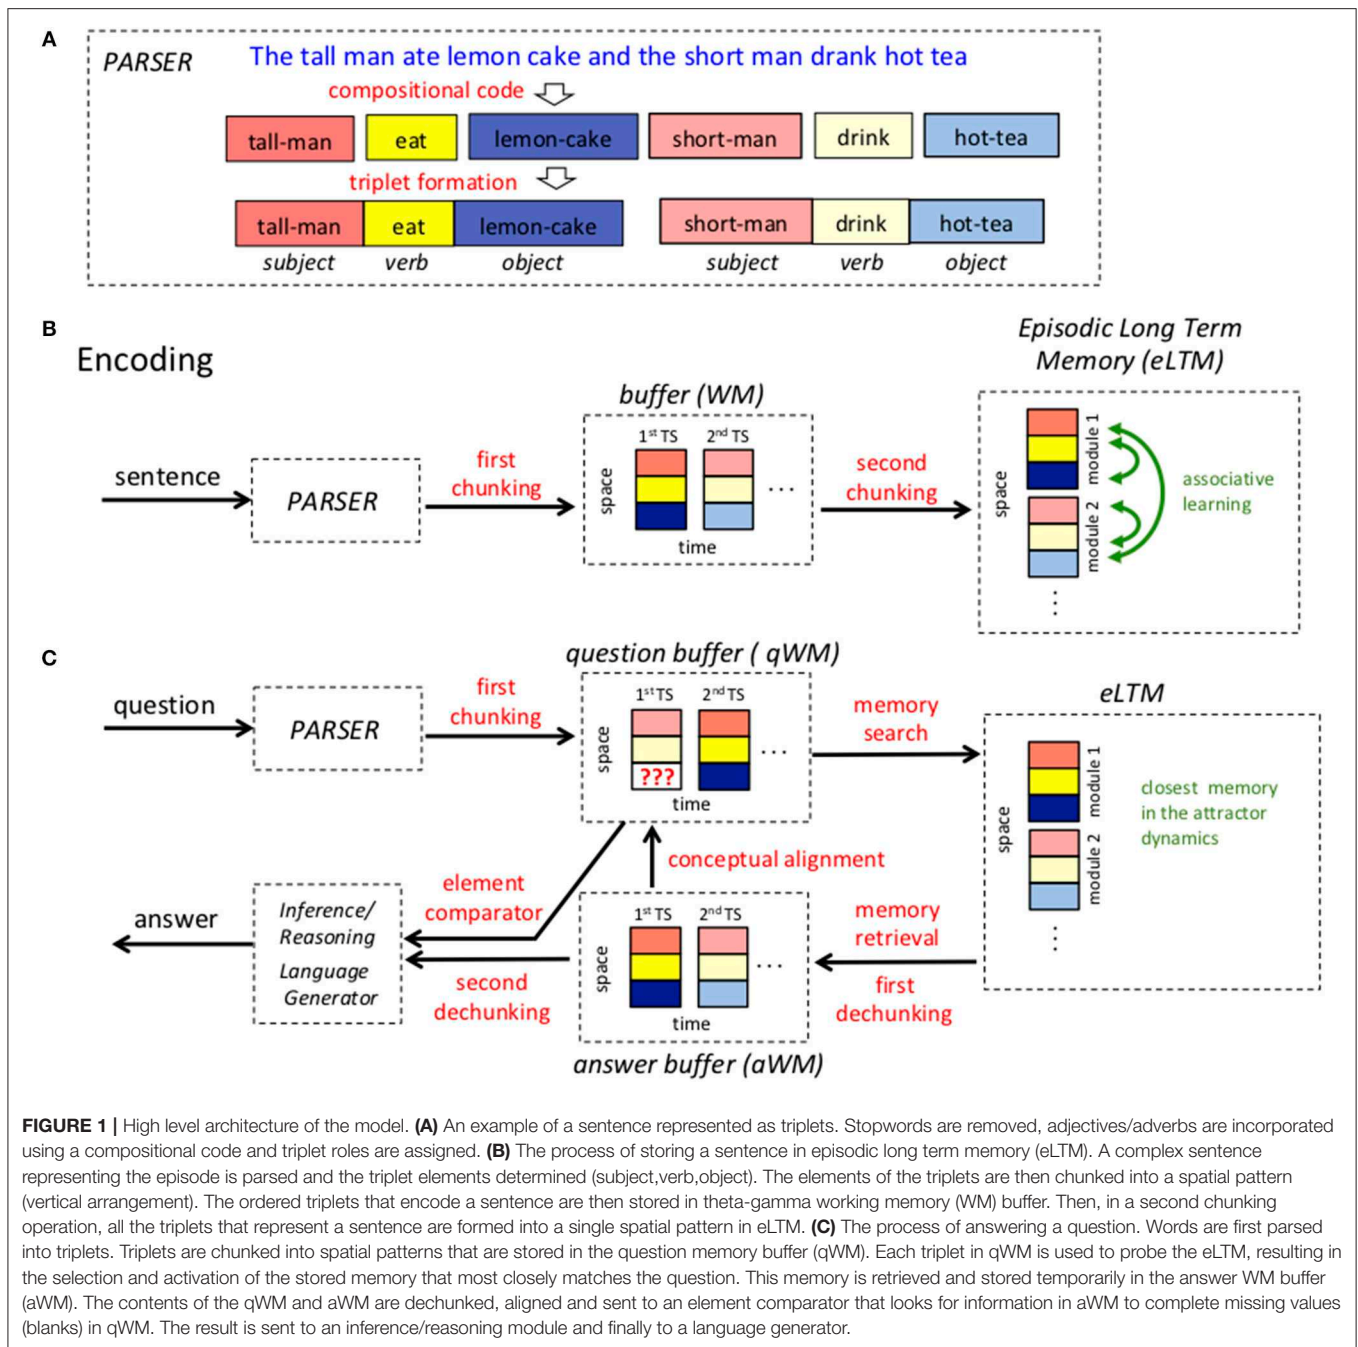 A
PARSER
The tall man ate lemon cake and the short man drank hot tea
compositional code
tall-man eat lemon-cake short-man drink hot-tea
triplet formation
tall-man eat lemon-cake short-man drink hot-tea
subject verb object subject verb object
B
Encoding
sentence
PARSER
first
chunking
buffer (WM)
1st TS 2nd TS
space
...
time
second
chunking
Episodic Long Term
Memory (eLTM)
space
module 1
module 2
...
associative
learning
C
question
PARSER
first
chunking
question buffer ( qWM)
1st TS 2nd TS
space
???
...
time
memory
search
eLTM
space
module 1
module 2
...
closest memory
in the attractor
dynamics
conceptual alignment
element
comparator
answer
Inference/
Reasoning
Language
Generator
second
dechunking
1st TS 2nd TS
space
...
time
answer buffer (aWM)
memory
retrieval
first
dechunking
FIGURE 1 | High level architecture of the model. (A) An example of a sentence represented as triplets. Stopwords are removed, adjectives/adverbs are incorporated
using a compositional code and triplet roles are assigned. (B) The process of storing a sentence in episodic long term memory (eLTM). A complex sentence
representing the episode is parsed and the triplet elements determined (subject,verb,object). The elements of the triplets are then chunked into a spatial pattern
(vertical arrangement). The ordered triplets that encode a sentence are then stored in theta-gamma working memory (WM) buffer. Then, in a second chunking
operation, all the triplets that represent a sentence are formed into a single spatial pattern in eLTM. (C) The process of answering a question. Words are first parsed
into triplets. Triplets are chunked into spatial patterns that are stored in the question memory buffer (qWM). Each triplet in qWM is used to probe the eLTM, resulting in
the selection and activation of the stored memory that most closely matches the question. This memory is retrieved and stored temporarily in the answer WM buffer
(aWM). The contents of the qWM and aWM are dechunked, aligned and sent to an element comparator that looks for information in aWM to complete missing values
(blanks) in qWM. The result is sent to an inference/reasoning module and finally to a language generator.